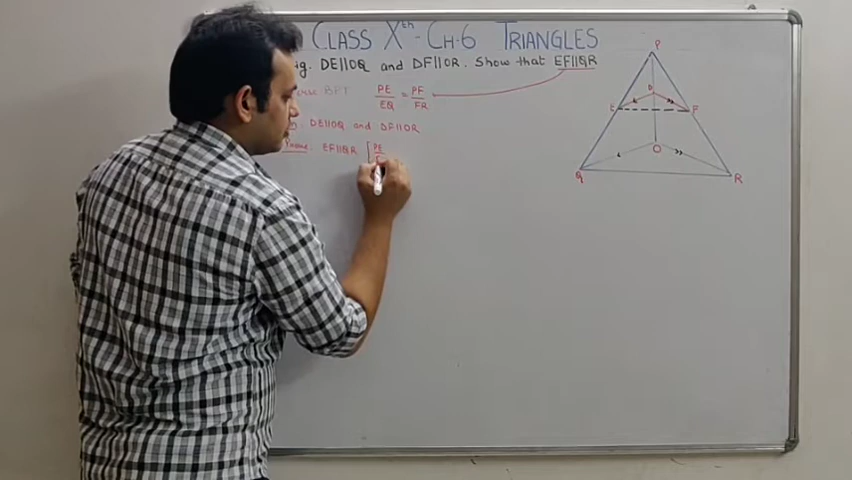 CLASS Xth - CH-6 TRIANGLES
DE||OQ and DF||OR. Show that EF||QR
BPT PE/EQ = PF/FR
DE||OQ and DF||OR
EF||QR [PE
P
D
E
F
O
Q
R